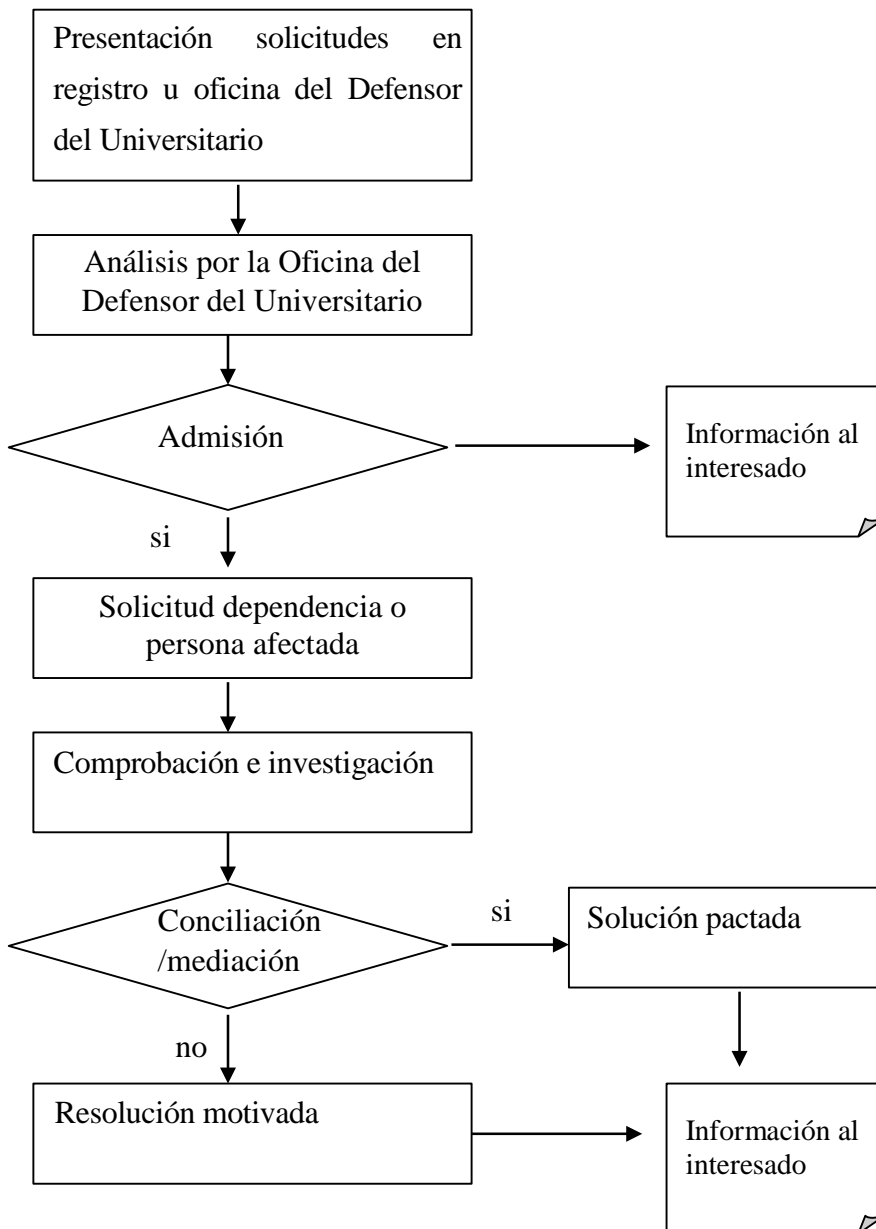 Presentación solicitudes en
registro u oficina del Defensor
del Universitario
Análisis por la Oficina del
Defensor del Universitario
Admisión
Información al
interesado
si
Solicitud dependencia o
persona afectada
Comprobación e investigación
Conciliación
/mediación
si
Solución pactada
no
Resolución motivada
Información al
interesado